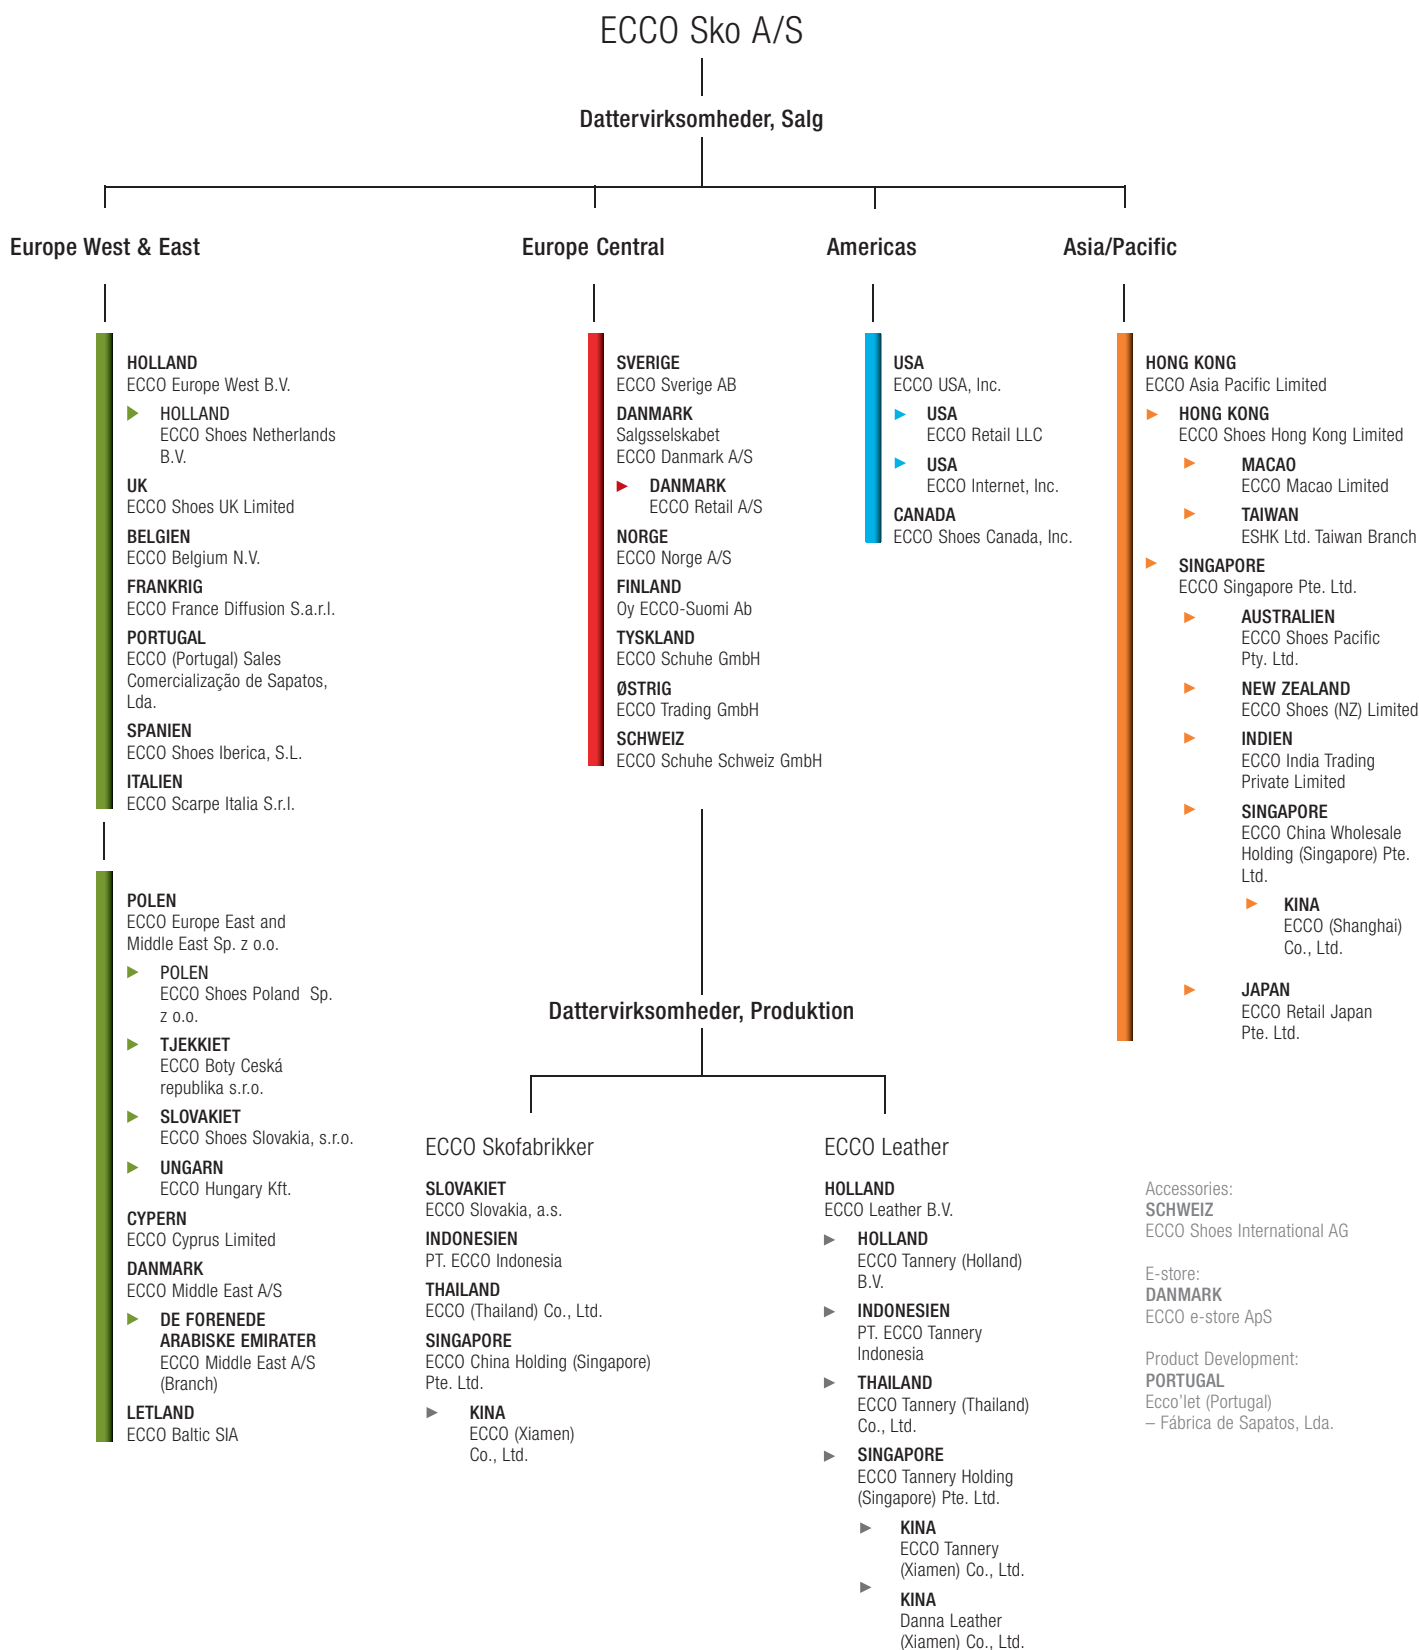 ECCO Sko A/S
Dattervirksomheder, Salg
Europe West & East
HOLLAND
ECCO Europe West B.V.
HOLLAND
ECCO Shoes Netherlands
B.V.
UK
ECCO Shoes UK Limited
BELGIEN
ECCO Belgium N.V.
FRANKRIG
ECCO France Diffusion S.a.r.l.
PORTUGAL
ECCO (Portugal) Sales
Comercialização de Sapatos,
Lda.
SPANIEN
ECCO Shoes Iberica, S.L.
ITALIEN
ECCO Scarpe Italia S.r.l.
POLEN
ECCO Europe East and
Middle East Sp. z o.o.
POLEN
ECCO Shoes Poland Sp.
z o.o.
TJEKKIET
ECCO Boty Ceská
republika s.r.o.
SLOVAKIET
ECCO Shoes Slovakia, s.r.o.
UNGARN
ECCO Hungary Kft.
CYPERN
ECCO Cyprus Limited
DANMARK
ECCO Middle East A/S
DE FORENEDE
ARABISKE EMIRATER
ECCO Middle East A/S
(Branch)
LETLAND
ECCO Baltic SIA
Europe Central
SVERIGE
ECCO Sverige AB
DANMARK
Salgsselskabet
ECCO Danmark A/S
DANMARK
ECCO Retail A/S
NORGE
ECCO Norge A/S
FINLAND
Oy ECCO-Suomi Ab
TYSKLAND
ECCO Schuhe GmbH
ØSTRIG
ECCO Trading GmbH
SCHWEIZ
ECCO Schuhe Schweiz GmbH
Americas
USA
ECCO USA, Inc.
USA
ECCO Retail LLC
USA
ECCO Internet, Inc.
CANADA
ECCO Shoes Canada, Inc.
Asia/Pacific
HONG KONG
ECCO Asia Pacific Limited
HONG KONG
ECCO Shoes Hong Kong Limited
MACAO
ECCO Macao Limited
TAIWAN
ESHK Ltd. Taiwan Branch
SINGAPORE
ECCO Singapore Pte. Ltd.
AUSTRALIEN
ECCO Shoes Pacific
Pty. Ltd.
NEW ZEALAND
ECCO Shoes (NZ) Limited
INDIEN
ECCO India Trading
Private Limited
SINGAPORE
ECCO China Wholesale
Holding (Singapore) Pte.
Ltd.
KINA
ECCO (Shanghai)
Co., Ltd.
JAPAN
ECCO Retail Japan
Pte. Ltd.
Dattervirksomheder, Produktion
ECCO Skofabrikker
SLOVAKIET
ECCO Slovakia, a.s.
INDONESIEN
PT. ECCO Indonesia
THAILAND
ECCO (Thailand) Co., Ltd.
SINGAPORE
ECCO China Holding (Singapore)
Pte. Ltd.
KINA
ECCO (Xiamen)
Co., Ltd.
ECCO Leather
HOLLAND
ECCO Leather B.V.
HOLLAND
ECCO Tannery (Holland)
B.V.
INDONESIEN
PT. ECCO Tannery
Indonesia
THAILAND
ECCO Tannery (Thailand)
Co., Ltd.
SINGAPORE
ECCO Tannery Holding
(Singapore) Pte. Ltd.
KINA
ECCO Tannery
(Xiamen) Co., Ltd.
KINA
Danna Leather
(Xiamen) Co., Ltd.
Accessories:
SCHWEIZ
ECCO Shoes International AG
E-store:
DANMARK
ECCO e-store ApS
Product Development:
PORTUGAL
Ecco'let (Portugal)
– Fábrica de Sapatos, Lda.